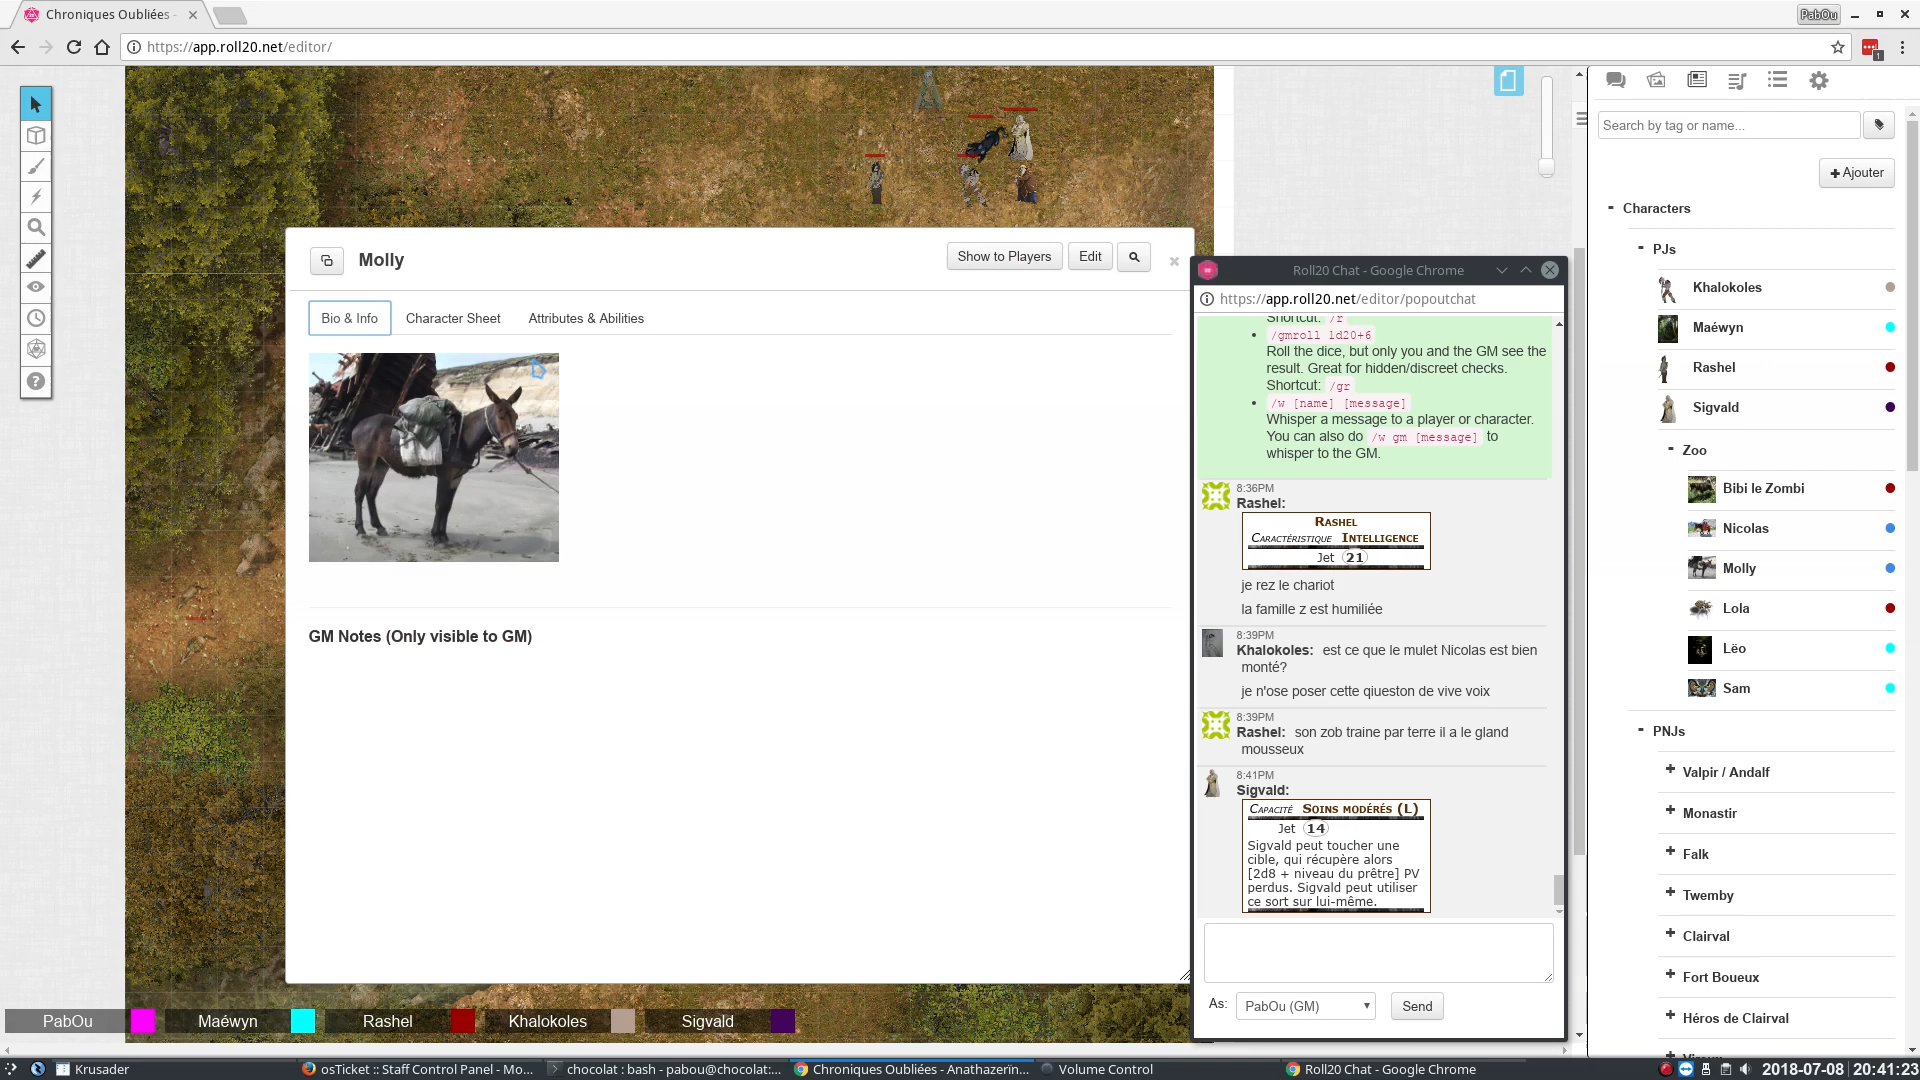 Chroniques Oubliées -
PabOu
https://app.roll20.net/editor/
1
Search by tag or name...
Ajouter
Characters
PJs
Khalokoles
Maéwyn
Rashel
Sigvald
Zoo
Bibi le Zombi
Nicolas
Molly
Lola
Lëo
Sam
PNJs
Valpir / Andalf
Monastir
Falk
Twemby
Clairval
Fort Boueux
Héros de Clairval
Molly
Show to Players
Edit
Bio & Info
Character Sheet
Attributes & Abilities
GM Notes (Only visible to GM)
Roll20 Chat - Google Chrome
https://app.roll20.net/editor/popoutchat
Shortcut: /r
/gmroll 1d20+6
Roll the dice, but only you and the GM see the
result. Great for hidden/discreet checks.
Shortcut: /gr
/w [name] [message]
Whisper a message to a player or character.
You can also do /w gm [message] to
whisper to the GM.
8:36PM
Rashel:
Rashel
Caractéristique Intelligence
Jet 21
je rez le chariot
la famille z est humiliée
8:39PM
Khalokoles: est ce que le mulet Nicolas est bien
monté?
je n'ose poser cette qiueston de vive voix
8:39PM
Rashel: son zob traine par terre il a le gland
mousseux
8:41PM
Sigvald:
Capacité Soins modérés (L)
Jet 14
Sigvald peut toucher une
cible, qui récupère alors
[2d8 + niveau du prêtre] PV
perdus. Sigvald peut utiliser
ce sort sur lui-même.
As: PabOu (GM) Send
PabOu
Maéwyn
Rashel
Khalokoles
Sigvald
Krusader
osTicket :: Staff Control Panel - Mo...
chocolat : bash - pabou@chocolat:...
Chroniques Oubliées - Anathazerïn...
Volume Control
Roll20 Chat - Google Chrome
2018-07-08 20:41:23